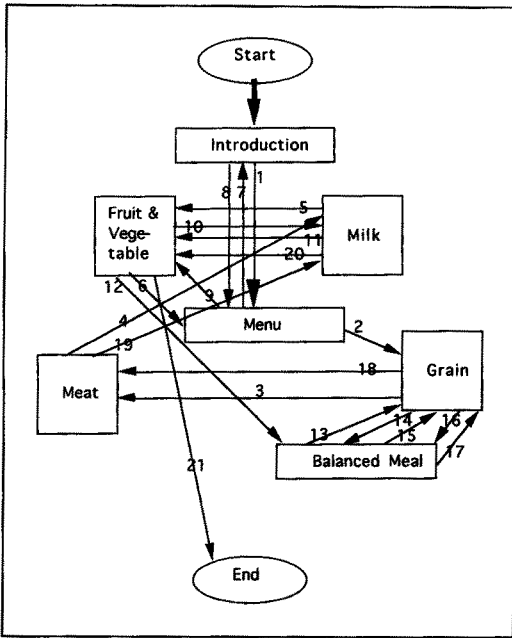 Start
Introduction
8 7 1
Fruit &
Vege-
table
5
10
11
20
Milk
12 6
9
4
19
Menu
2
Meat
18
3
Grain
13 14 15 16 17
Balanced Meal
21
End